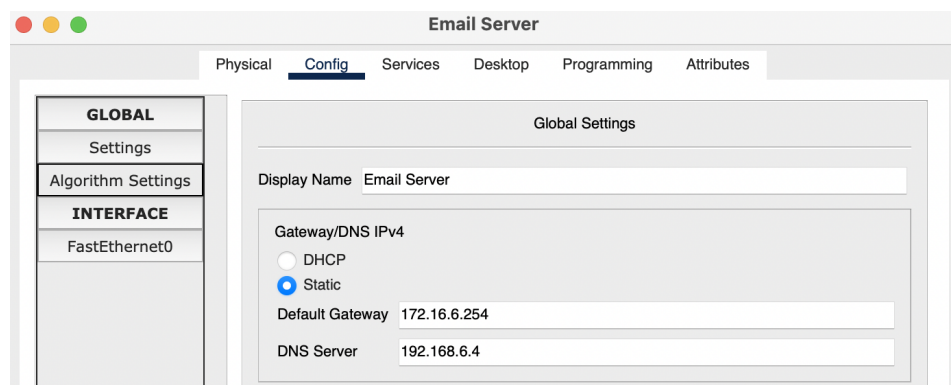 Email Server
Physical Config Services Desktop Programming Attributes
GLOBAL
Settings
Algorithm Settings
INTERFACE
FastEthernet0
Global Settings
Display Name Email Server
Gateway/DNS IPv4
DHCP
Static
Default Gateway 172.16.6.254
DNS Server 192.168.6.4